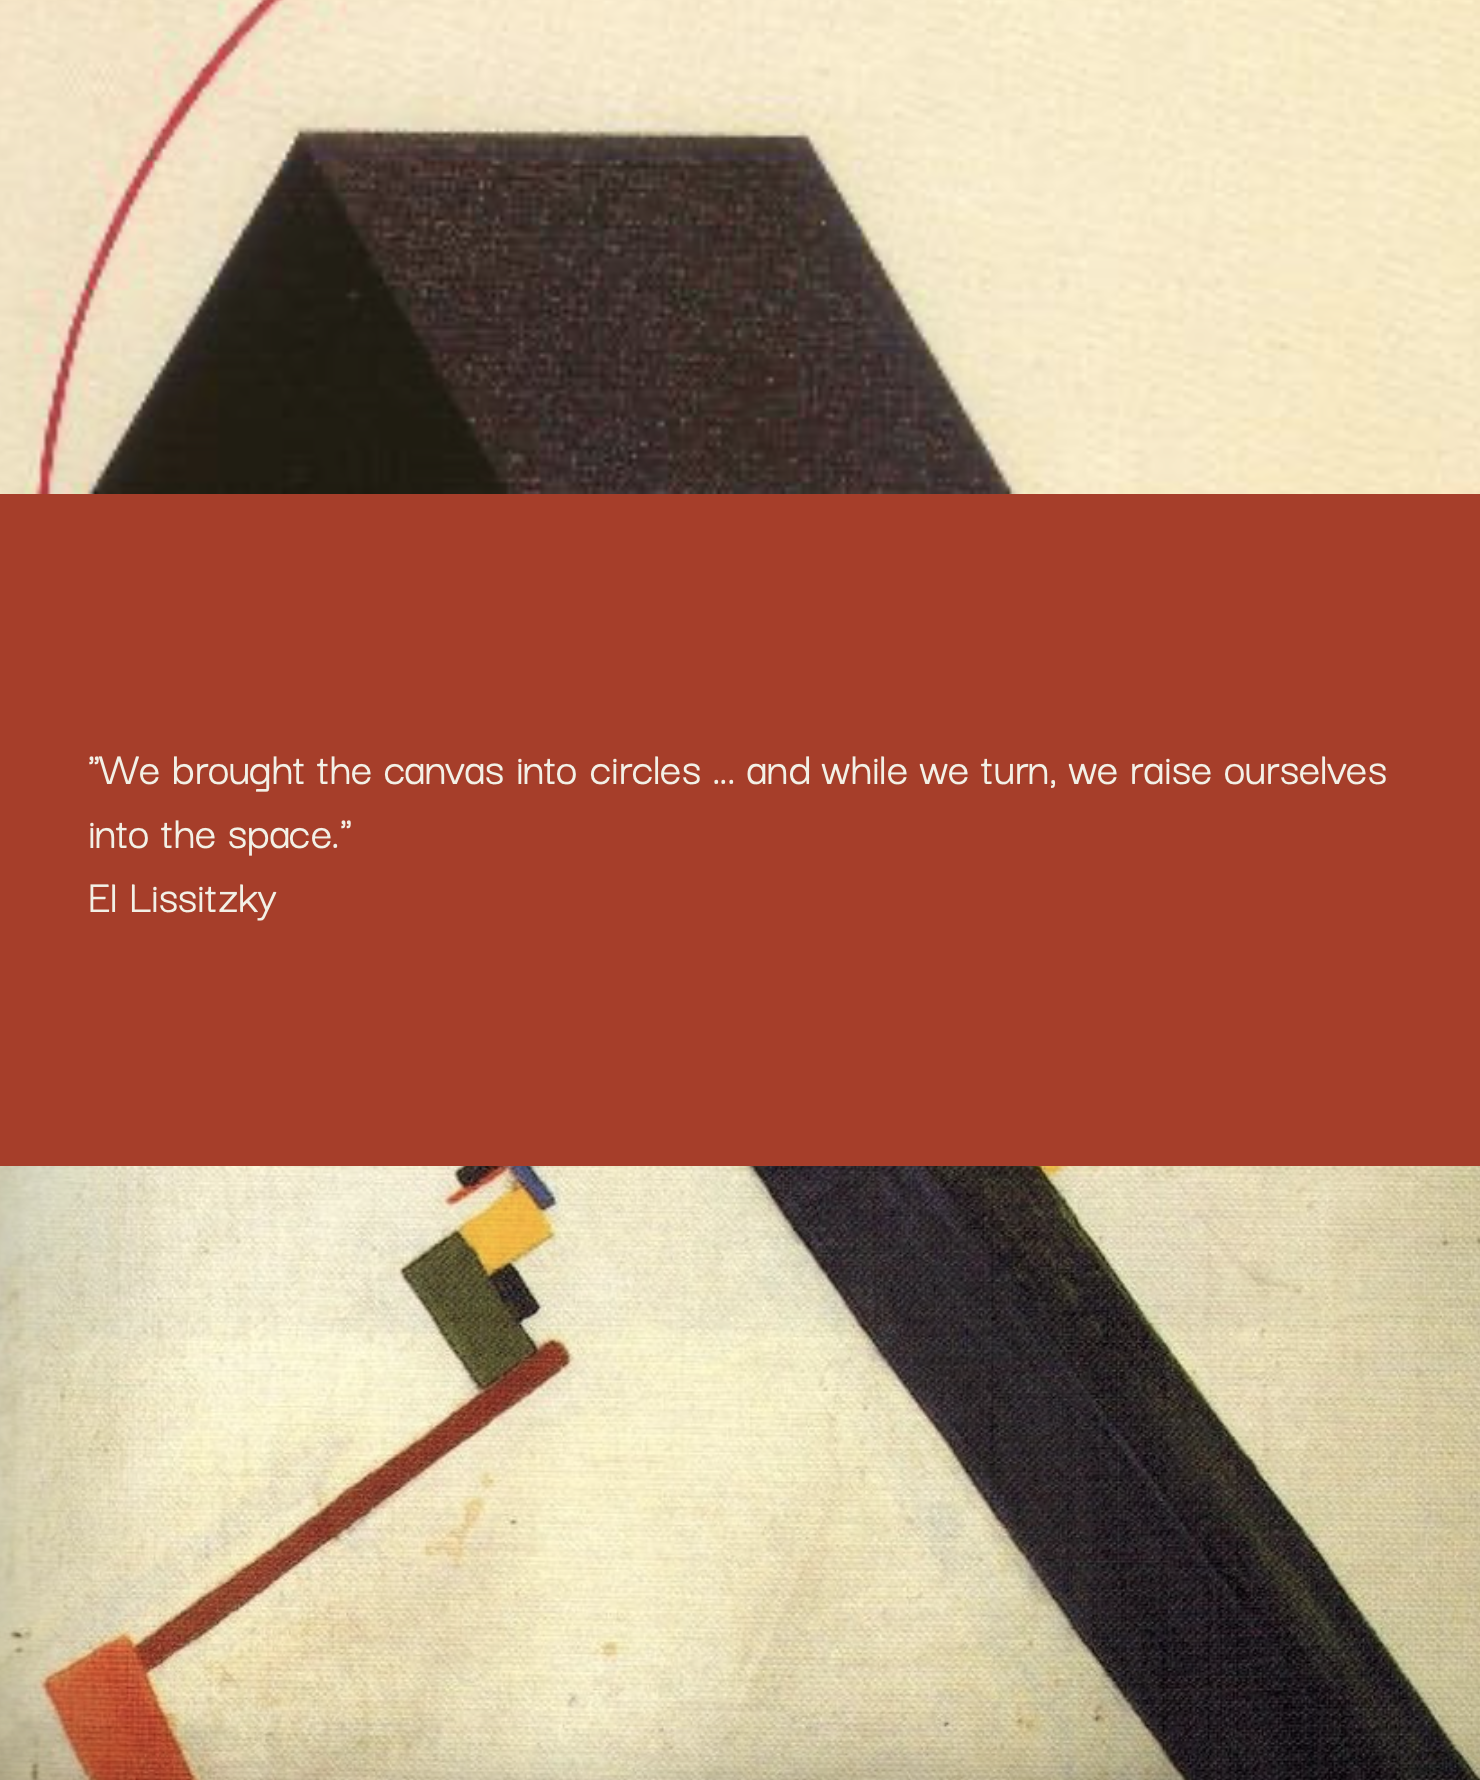 ”We brought the canvas into circles ... and while we turn, we raise ourselves
into the space.”
El Lissitzky